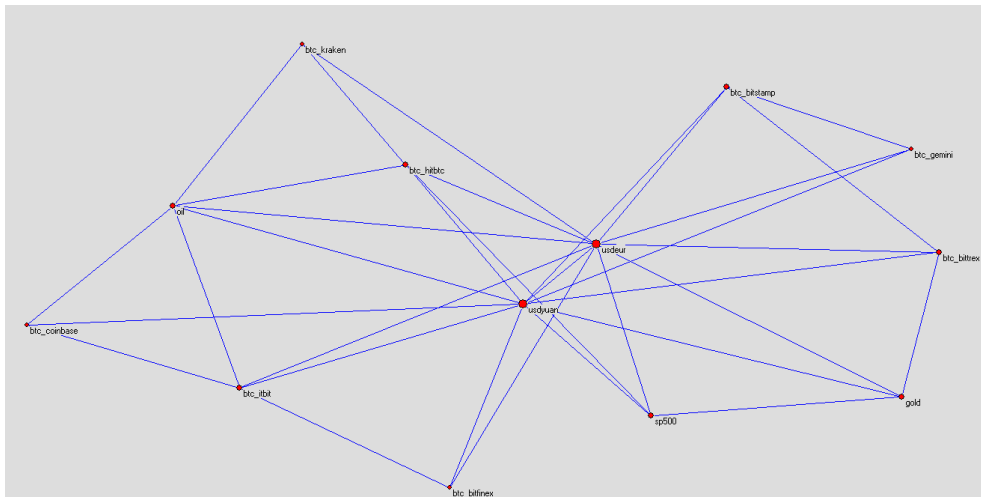 btc_kraken
btc_bitstamp
btc_gemini
btc_hitbtc
oil
usdeur
btc_bittrex
usdyuan
btc_coinbase
btc_itbit
gold
sp500
btc_bitfinex